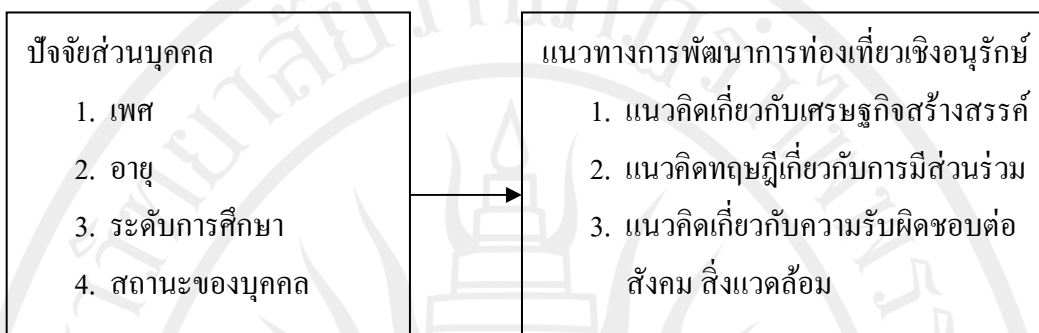 ปัจจัยส่วนบุคคล
1. เพศ
2. อายุ
3. ระดับการศึกษา
4. สถานะของบุคคล
แนวทางการพัฒนาการท่องเที่ยวเชิงอนุรักษ์
1. แนวคิดเกี่ยวกับเศรษฐกิจสร้างสรรค์
2. แนวคิดทฤษฎีเกี่ยวกับการมีส่วนร่วม
3. แนวคิดเกี่ยวกับความรับผิดชอบต่อ
สังคม สิ่งแวดล้อม